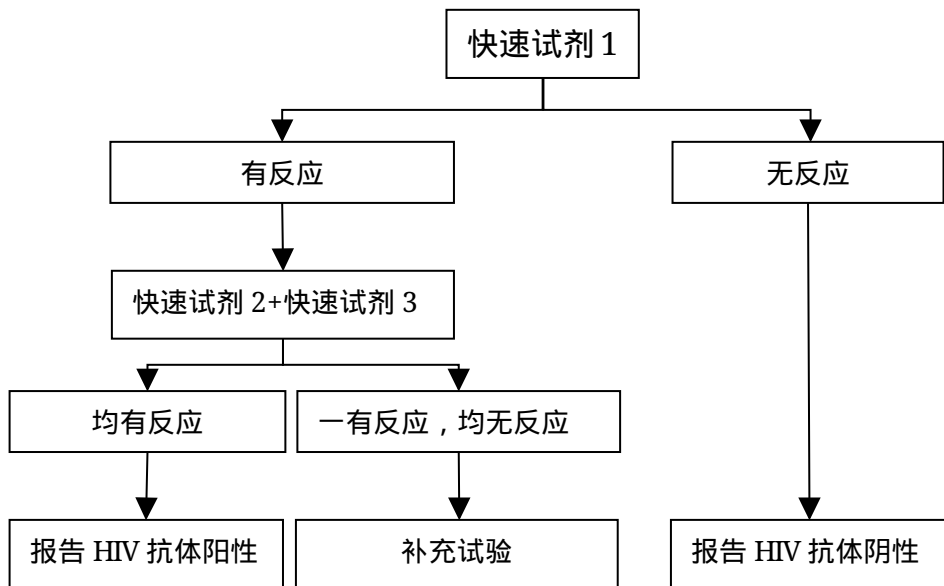 快速试剂 1
有反应
无反应
快速试剂 2+快速试剂 3
均有反应
一有反应，均无反应
报告 HIV 抗体阳性
补充试验
报告 HIV 抗体阴性